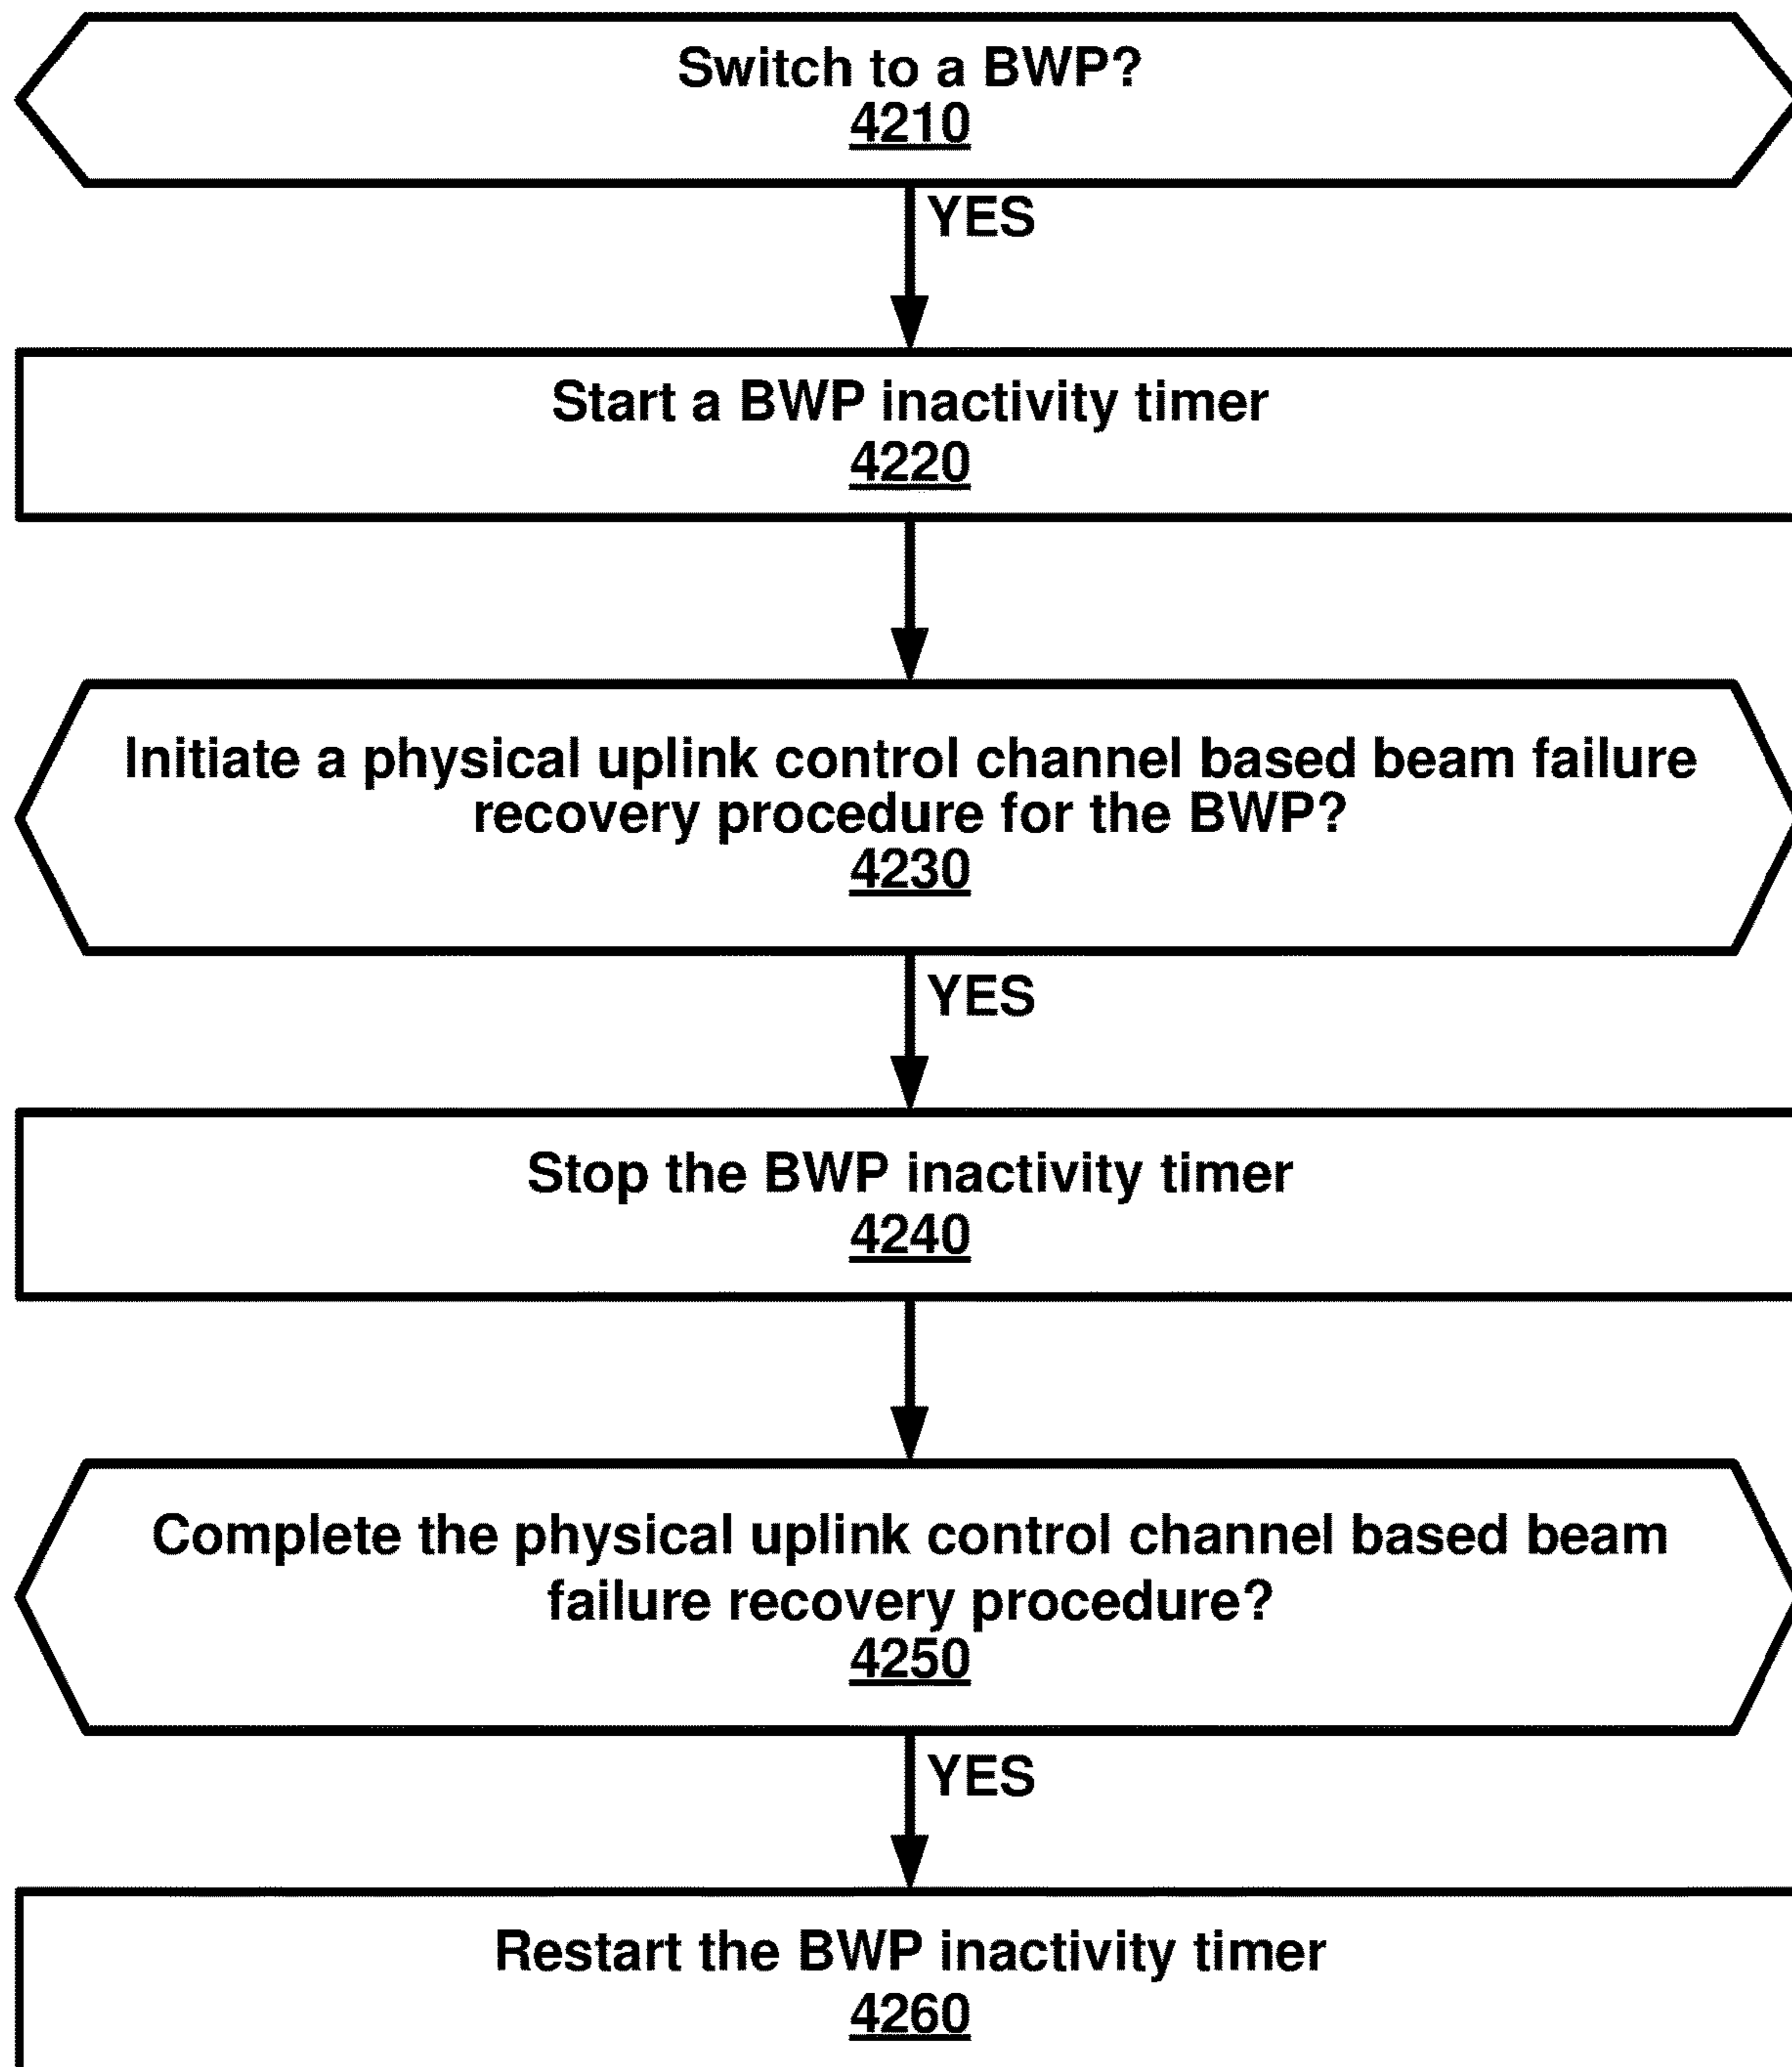 Switch to a BWP?
4210
YES
Start a BWP inactivity timer
4220
Initiate a physical uplink control channel based beam failure
recovery procedure for the BWP?
4230
YES
Stop the BWP inactivity timer
4240
Complete the physical uplink control channel based beam
failure recovery procedure?
4250
YES
Restart the BWP inactivity timer
4260